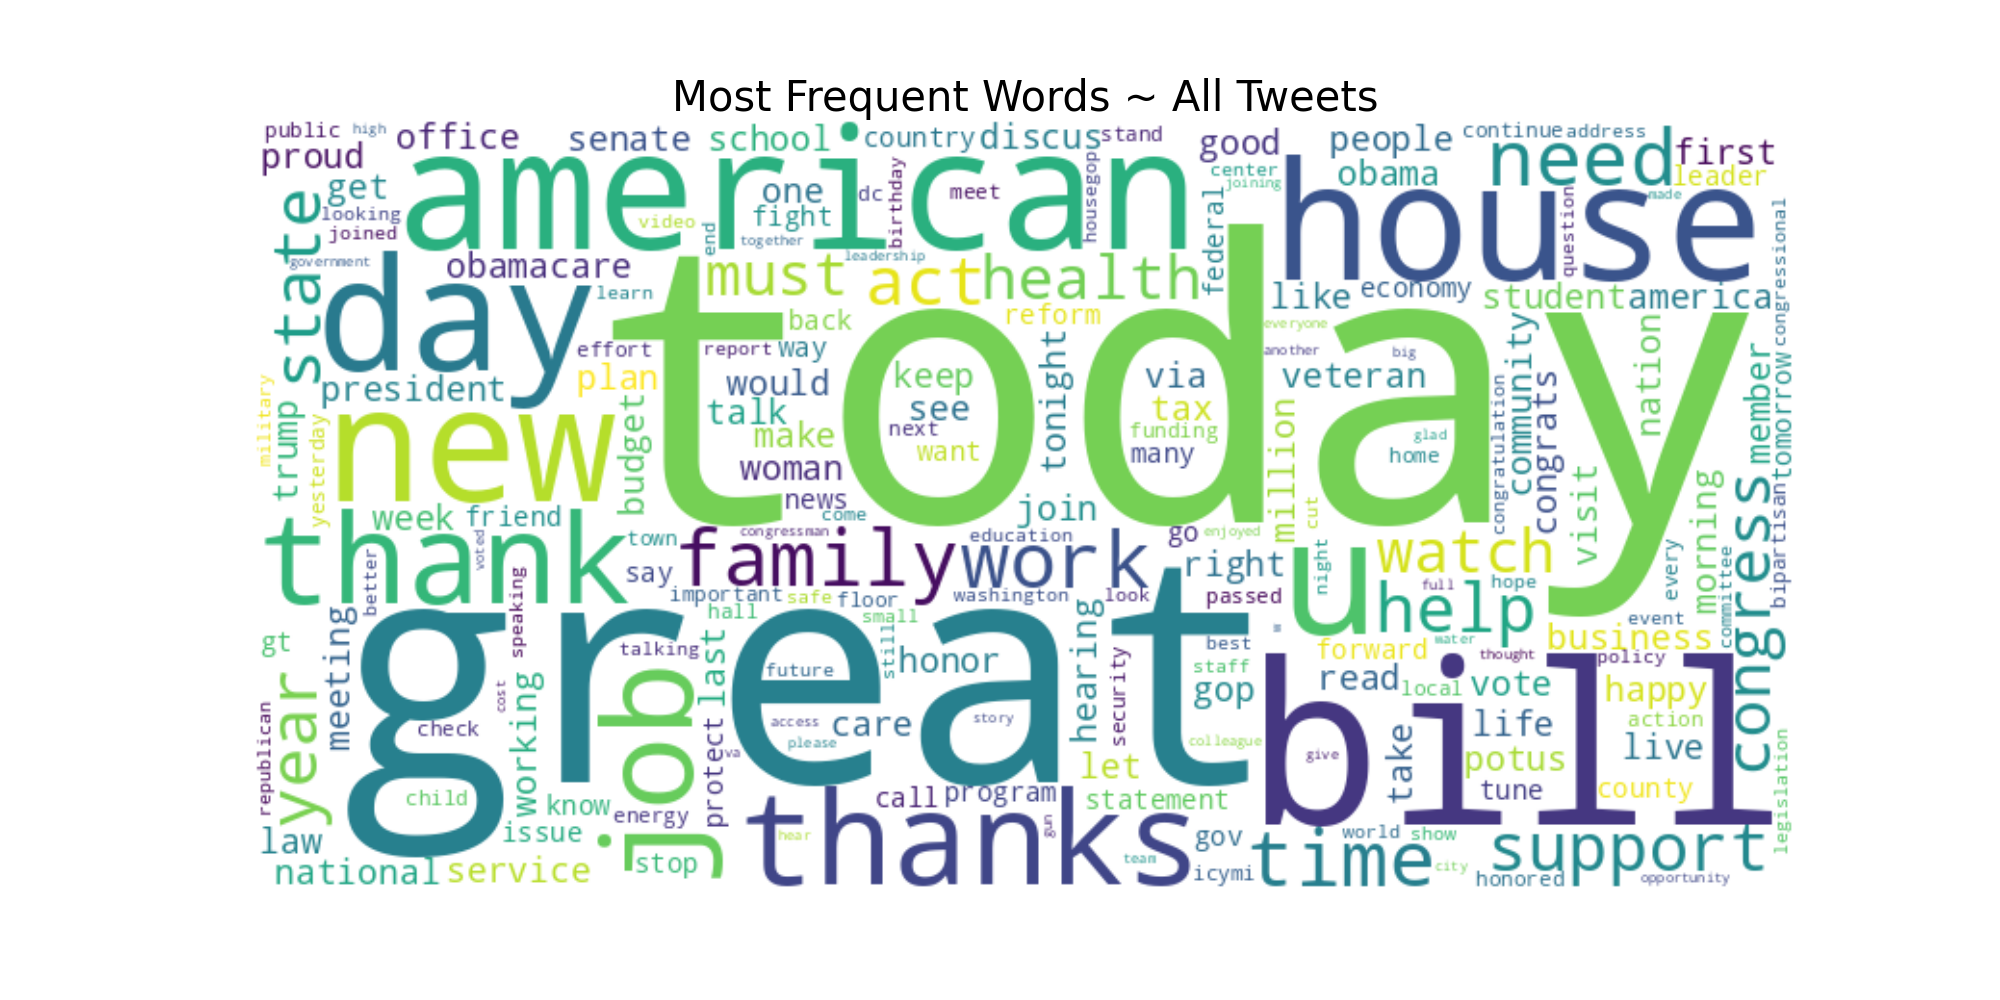 Most Frequent Words ~ All Tweets
public high office senate school country discus stand good people continue address
proud american need first
get one dc birthday meet housegop center joining obama leader
state looking video fight federal house question made congressional
joined end together
government obamacare leadership
day learn must act health like economy student america
back reform everyone
effort report way another big nation
president plan would keep via veteran community member
today
military trump yesterday new budget talk see tonight tax million congratulation congrats tomorrow
make next want funding many glad home
woman
news come join cut visit morning congress bipartisan
thank week friend town congressman education go enjoyed watch
voted better say family work right night full hope every committee
speaking important safe floor washington look passed u help
meeting hall small w event
gt great talking still honor hearing best forward water business
year job last future security staff thought policy
working cost gop read local vote happy
republican check protect access care story life action
va please colleague bill give take potus live legislation
child let tune county
know energy call program statement
law issue thanks hear gun gov time world show support
national service stop team icymi city honored opportunity